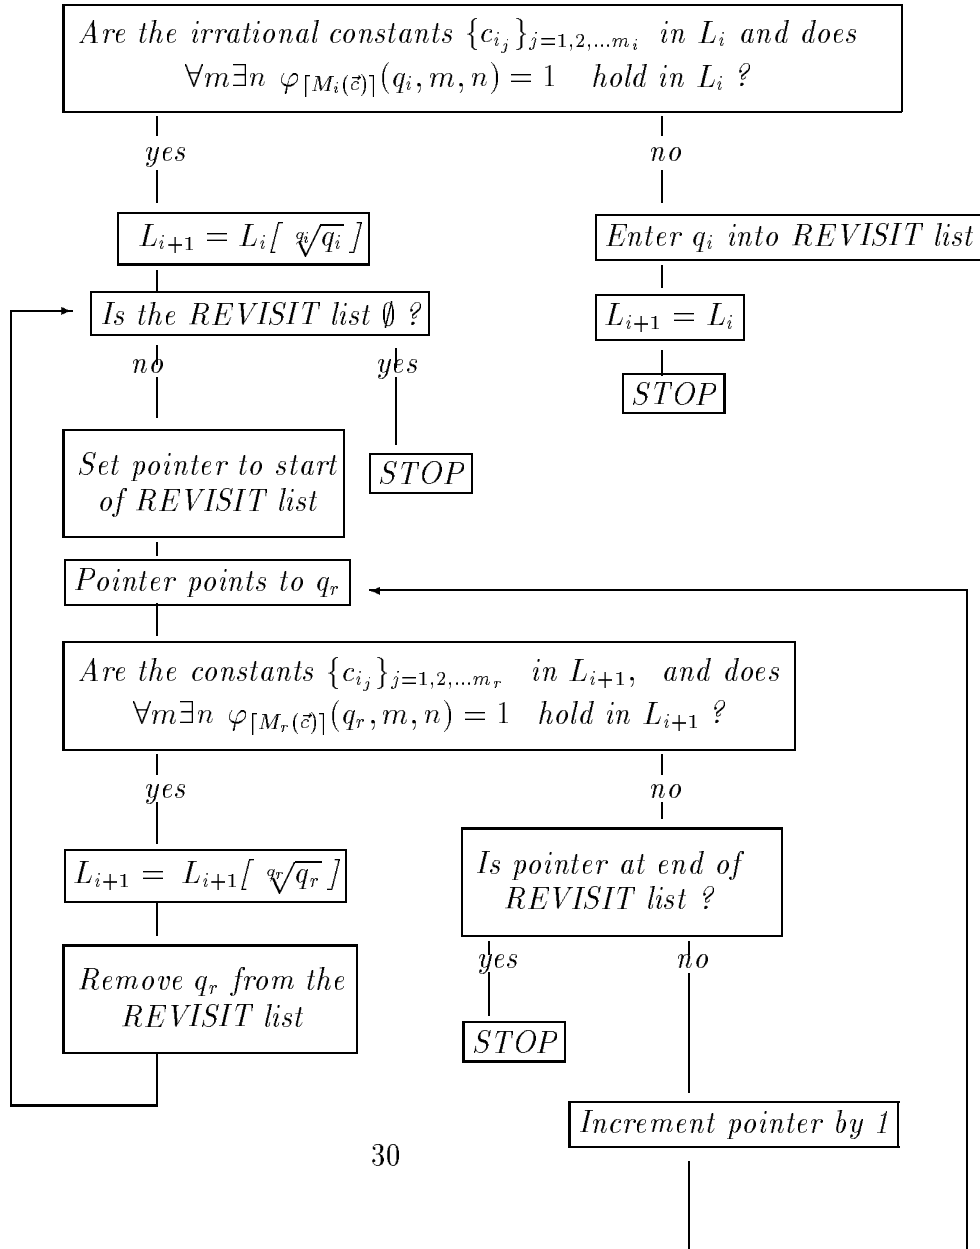 Are the irrational constants {c_{i_j}}_{j=1,2,...m_i} in L_i and does
∀m∃n φ_{⌈M_i(c⃗)⌉}(q_i, m, n) = 1 hold in L_i ?
yes
no
L_{i+1} = L_i[ \sqrt[q_i]{q_i} ]
Enter q_i into REVISIT list
Is the REVISIT list ∅ ?
L_{i+1} = L_i
no
yes
STOP
Set pointer to start
of REVISIT list
STOP
Pointer points to q_r
Are the constants {c_{i_j}}_{j=1,2,...m_r} in L_{i+1}, and does
∀m∃n φ_{⌈M_r(c⃗)⌉}(q_r, m, n) = 1 hold in L_{i+1} ?
yes
no
L_{i+1} = L_{i+1}[ \sqrt[q_r]{q_r} ]
Is pointer at end of
REVISIT list ?
Remove q_r from the
REVISIT list
yes
no
STOP
Increment pointer by 1
30